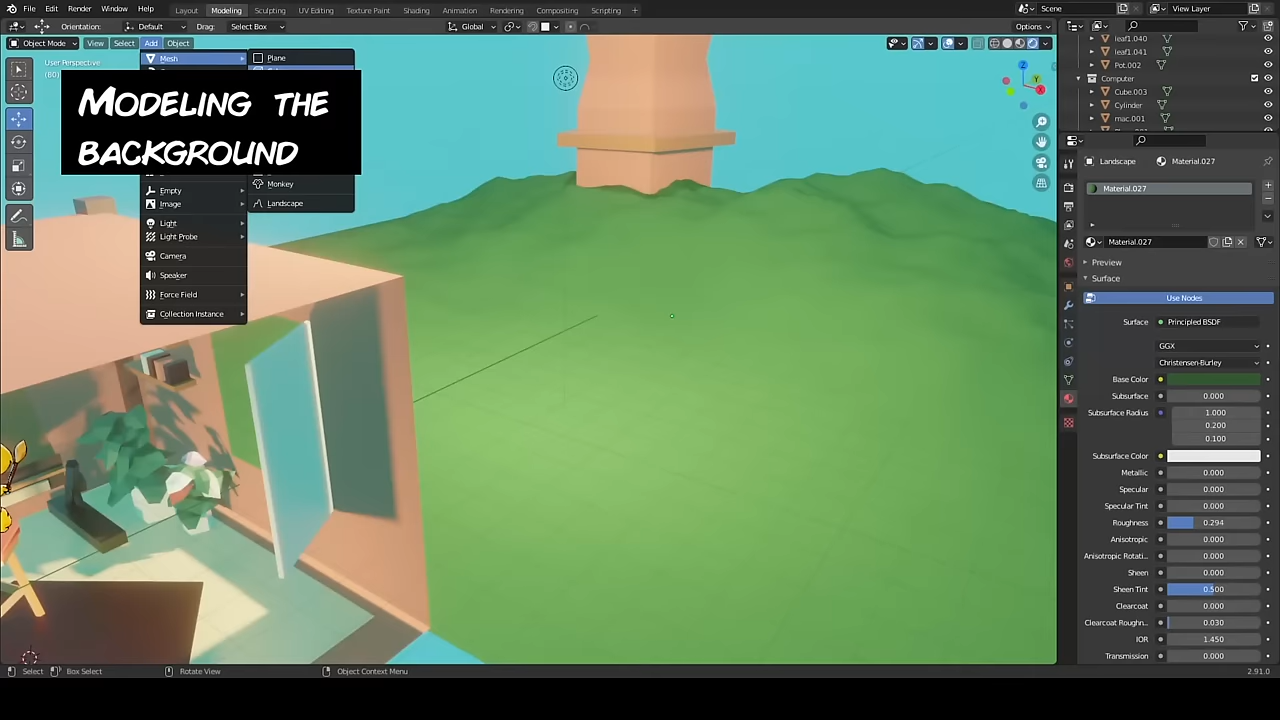 File Edit Render Window Help
Layout Modeling Sculpting UV Editing Texture Paint Shading Animation Rendering Compositing Scripting +
Scene
View Layer
Orientation: Default Drag: Select Box
Global
Options
Object Mode View Select Add Object
User Perspective
(80)
Mesh
Plane
MODELING THE
BACKGROUND
Empty
Image
Light
Light Probe
Camera
Speaker
Force Field
Collection Instance
Monkey
Landscape
Z
Y
X
leaf1.040
leaf1.041
Pot.002
Computer
Cube.003
Cylinder
mac.001
Landscape Material.027
Material.027
Material.027
Preview
Surface
Use Nodes
Surface Principled BSDF
GGX
Christensen-Burley
Base Color
Subsurface 0.000
Subsurface Radius 1.000
0.200
0.100
Subsurface Color
Metallic 0.000
Specular 0.000
Specular Tint 0.000
Roughness 0.294
Anisotropic 0.000
Anisotropic Rotati... 0.000
Sheen 0.000
Sheen Tint 0.500
Clearcoat 0.000
Clearcoat Roughn... 0.030
IOR 1.450
Transmission 0.000
Select Box Select Rotate View Object Context Menu 2.91.0